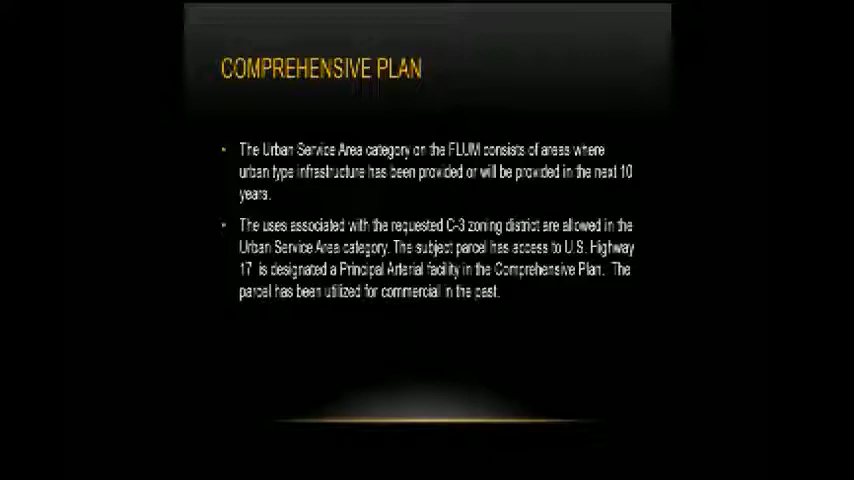 COMPREHENSIVE PLAN
• The Urban Service Area category on the FLUM consists of areas where
urban type infrastructure has been provided or will be provided in the next 10
years.
• The uses associated with the requested C-3 zoning district are allowed in the
Urban Service Area category. The subject parcel has access to U.S. Highway
17 is designated a Principal Arterial facility in the Comprehensive Plan. The
parcel has been utilized for commercial in the past.